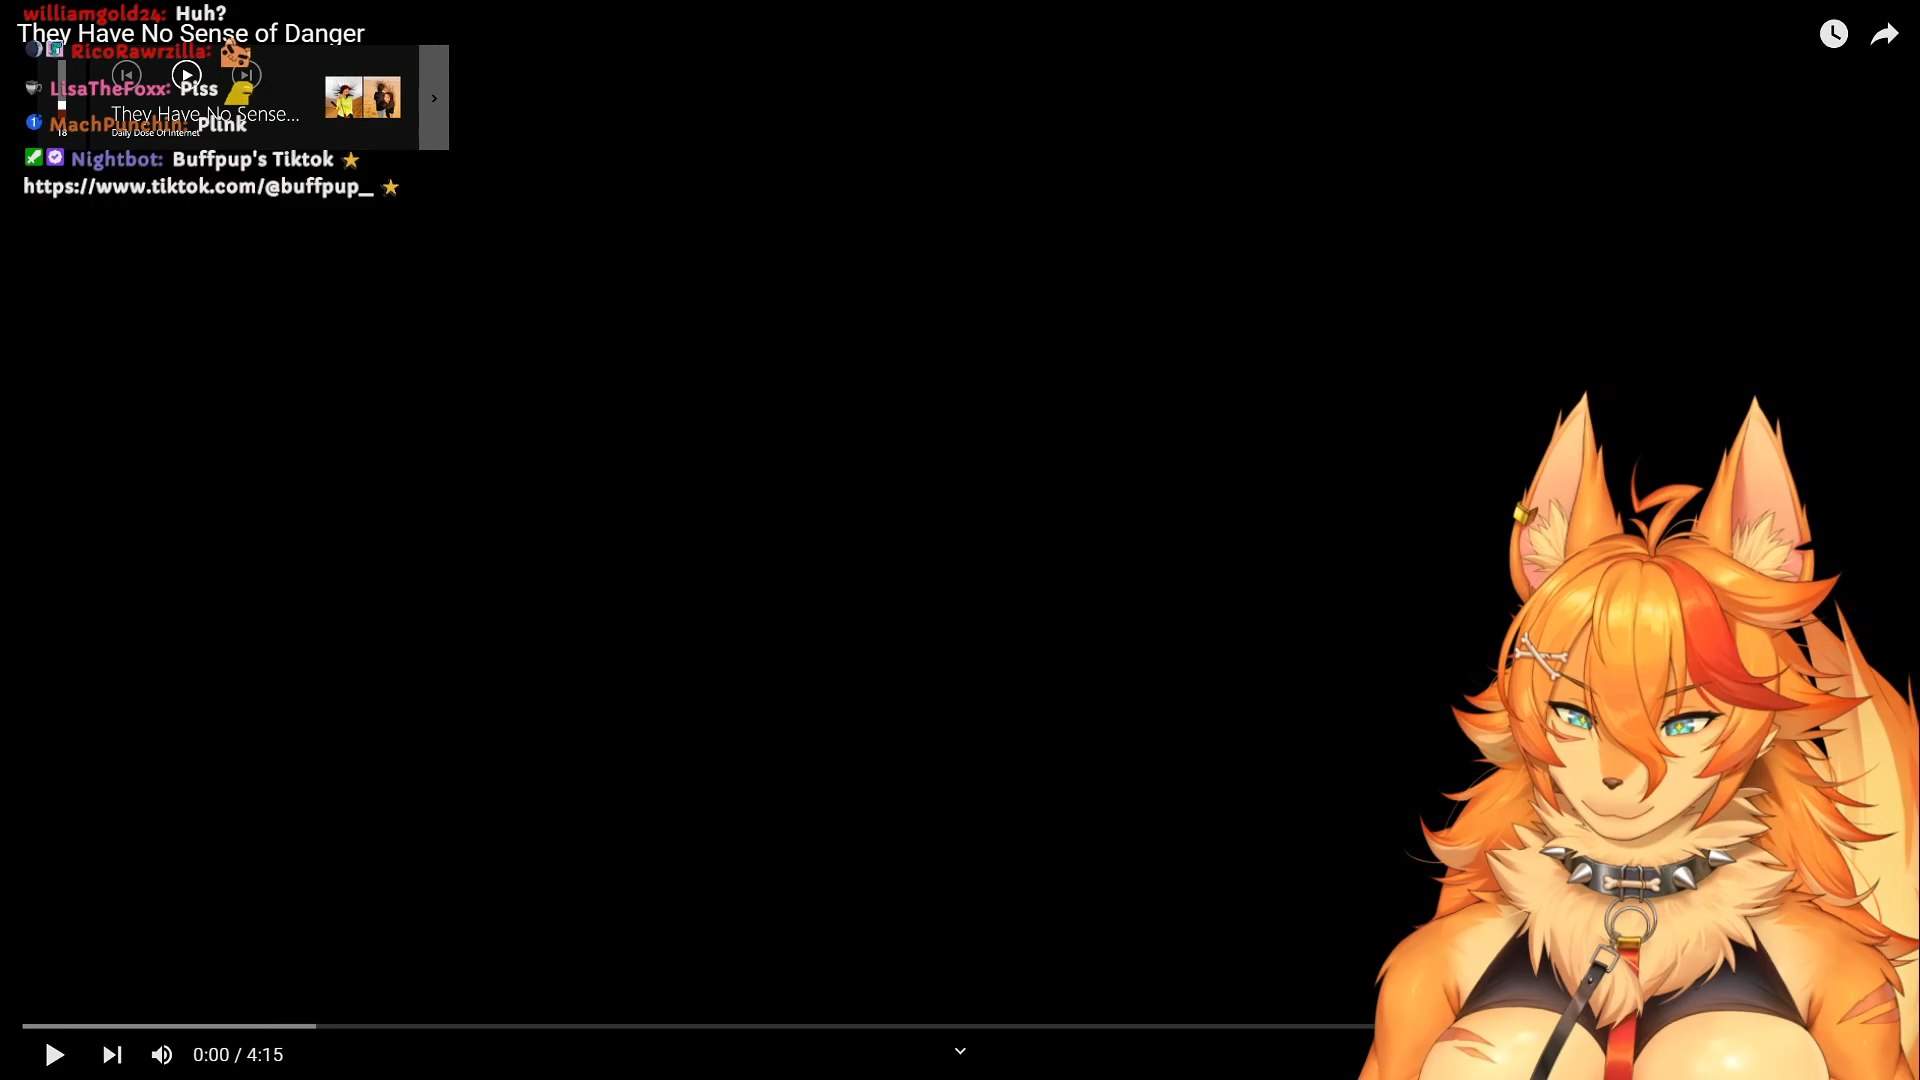 williamgold24: Huh?
They Have No Sense of Danger
RicoRawrzilla:
LisaTheFoxx: Piss
They Have No Sense...
MachPunchin: Plink
18
Daily Dose Of Internet
Nightbot: Buffpup's Tiktok
https://www.tiktok.com/@buffpup_
0:00 / 4:15